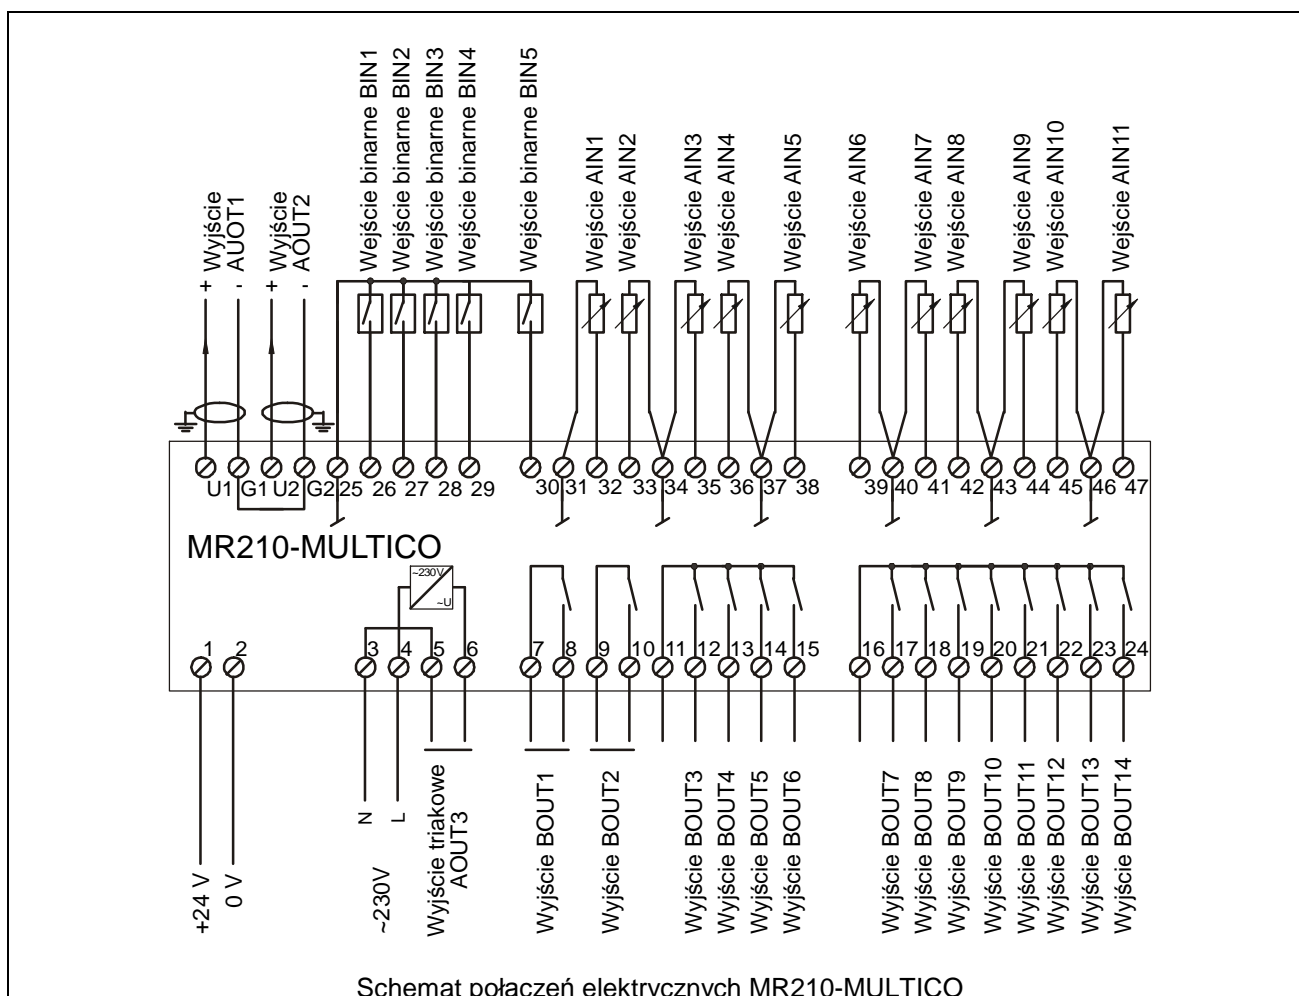 + Wyjście
- AUOT1
+ Wyjście
- AOUT2
Wejście binarne BIN1
Wejście binarne BIN2
Wejście binarne BIN3
Wejście binarne BIN4
Wejście binarne BIN5
Wejście AIN1
Wejście AIN2
Wejście AIN3
Wejście AIN4
Wejście AIN5
Wejście AIN6
Wejście AIN7
Wejście AIN8
Wejście AIN9
Wejście AIN10
Wejście AIN11
U1 G1 U2 G2 25 26 27 28 29 30 31 32 33 34 35 36 37 38 39 40 41 42 43 44 45 46 47
MR210-MULTICO
~230V
~U
1 2 3 4 5 6 7 8 9 10 11 12 13 14 15 16 17 18 19 20 21 22 23 24
+24 V
0 V
N
L
~230V
Wyjście triakowe
AOUT3
Wyjście BOUT1
Wyjście BOUT2
Wyjście BOUT3
Wyjście BOUT4
Wyjście BOUT5
Wyjście BOUT6
Wyjście BOUT7
Wyjście BOUT8
Wyjście BOUT9
Wyjście BOUT10
Wyjście BOUT11
Wyjście BOUT12
Wyjście BOUT13
Wyjście BOUT14
Schemat połączeń elektrycznych MR210-MULTICO